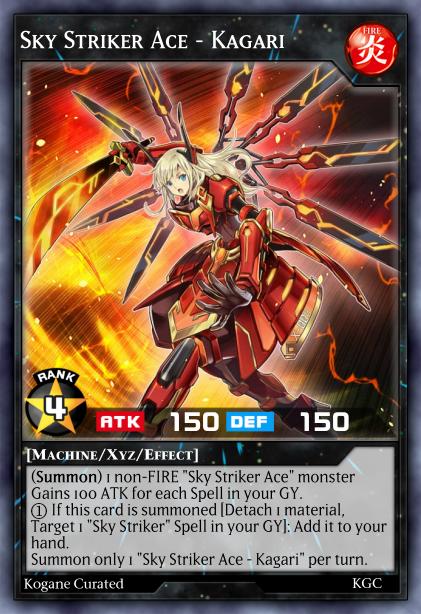 Sky Striker Ace - Kagari
FIRE
炎
RANK
4
ATK 150 DEF 150
[Machine/Xyz/Effect]
(Summon) 1 non-FIRE "Sky Striker Ace" monster
Gains 100 ATK for each Spell in your GY.
① If this card is summoned [Detach 1 material,
Target 1 "Sky Striker" Spell in your GY]: Add it to your
hand.
Summon only 1 "Sky Striker Ace - Kagari" per turn.
Kogane Curated
KGC